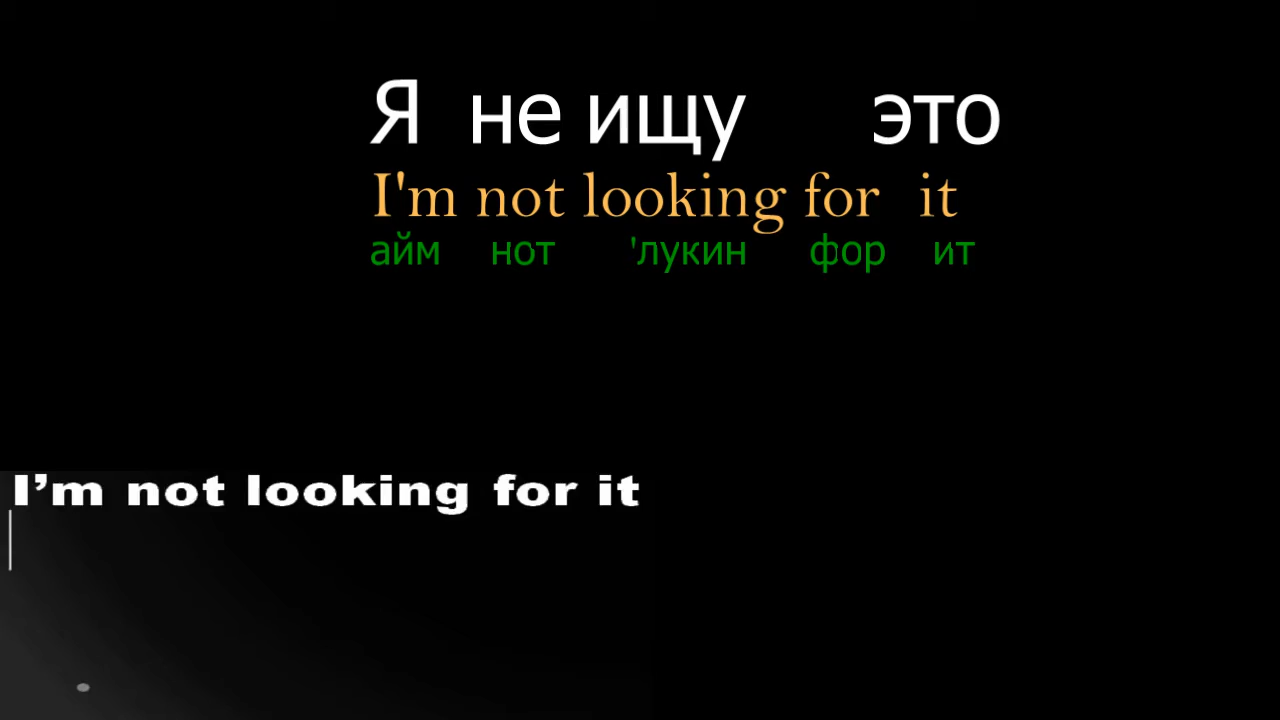 Я не ищу это
I'm not looking for it
айм нот 'лукин фор ит
I’m not looking for it